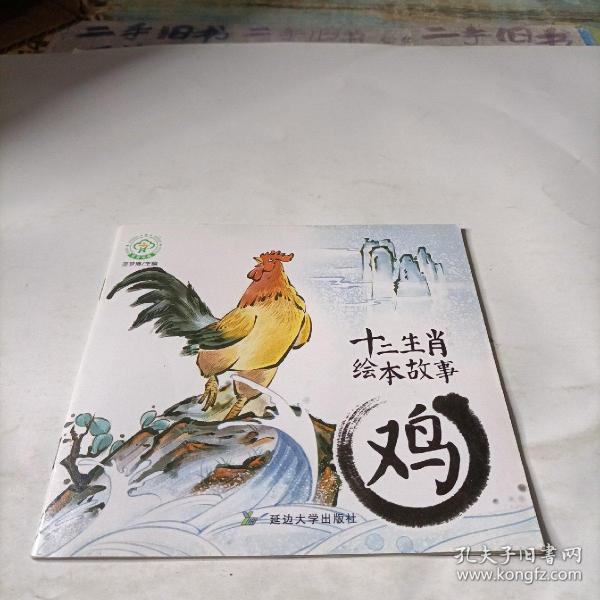 二手旧书
二手旧书
二手旧书
十二生肖
绘本故事
鸡
延边大学出版社
孔夫子旧书网
www.kongfz.com